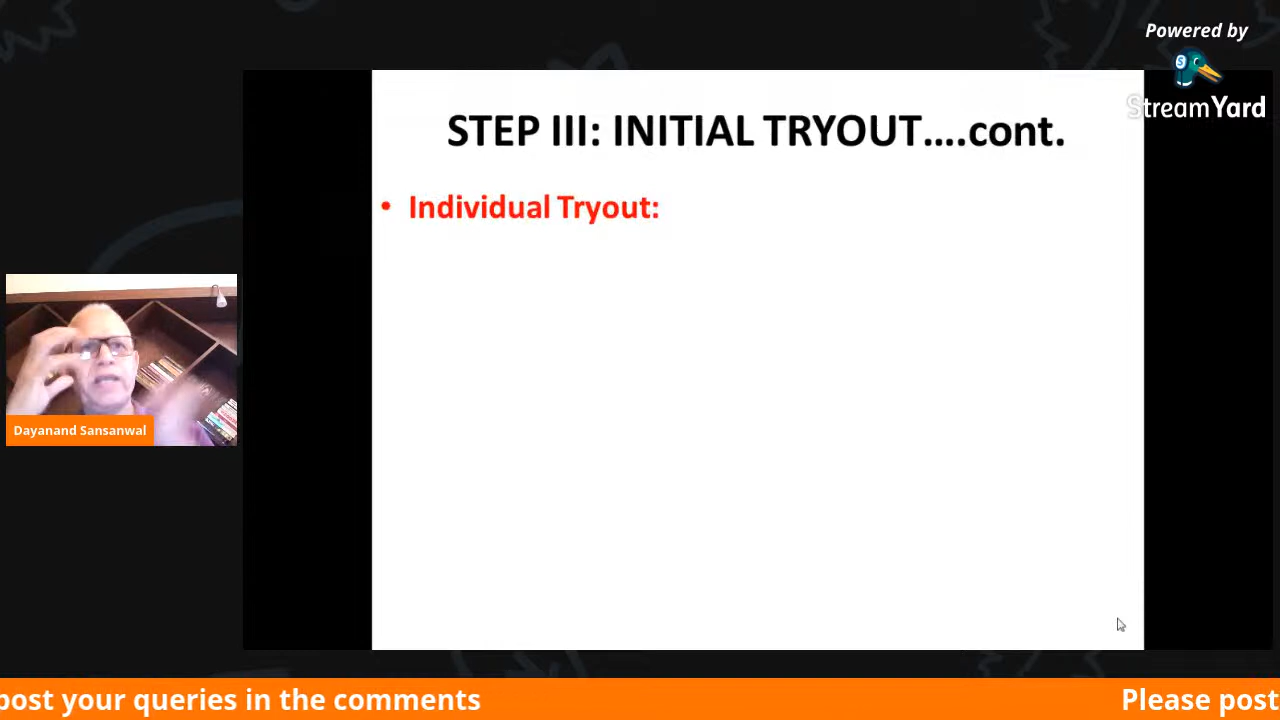 Powered by
StreamYard
STEP III: INITIAL TRYOUT....cont.
• Individual Tryout:
Dayanand Sansanwal
post your queries in the comments
Please post